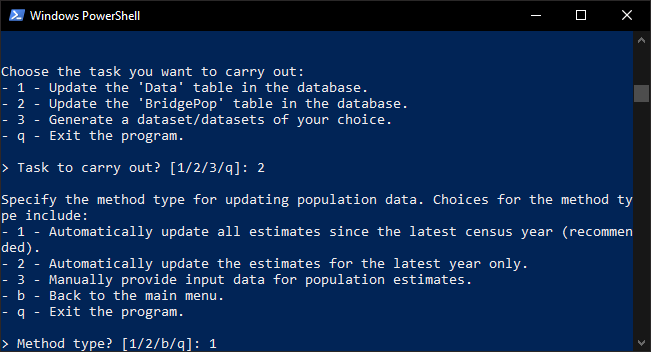 Windows PowerShell
Choose the task you want to carry out:
- 1 - Update the 'Data' table in the database.
- 2 - Update the 'BridgePop' table in the database.
- 3 - Generate a dataset/datasets of your choice.
- q - Exit the program.
> Task to carry out? [1/2/3/q]: 2
Specify the method type for updating population data. Choices for the method ty
pe include:
- 1 - Automatically update all estimates since the latest census year (recommen
ded).
- 2 - Automatically update the estimates for the latest year only.
- 3 - Manually provide input data for population estimates.
- b - Back to the main menu.
- q - Exit the program.
> Method type? [1/2/b/q]: 1